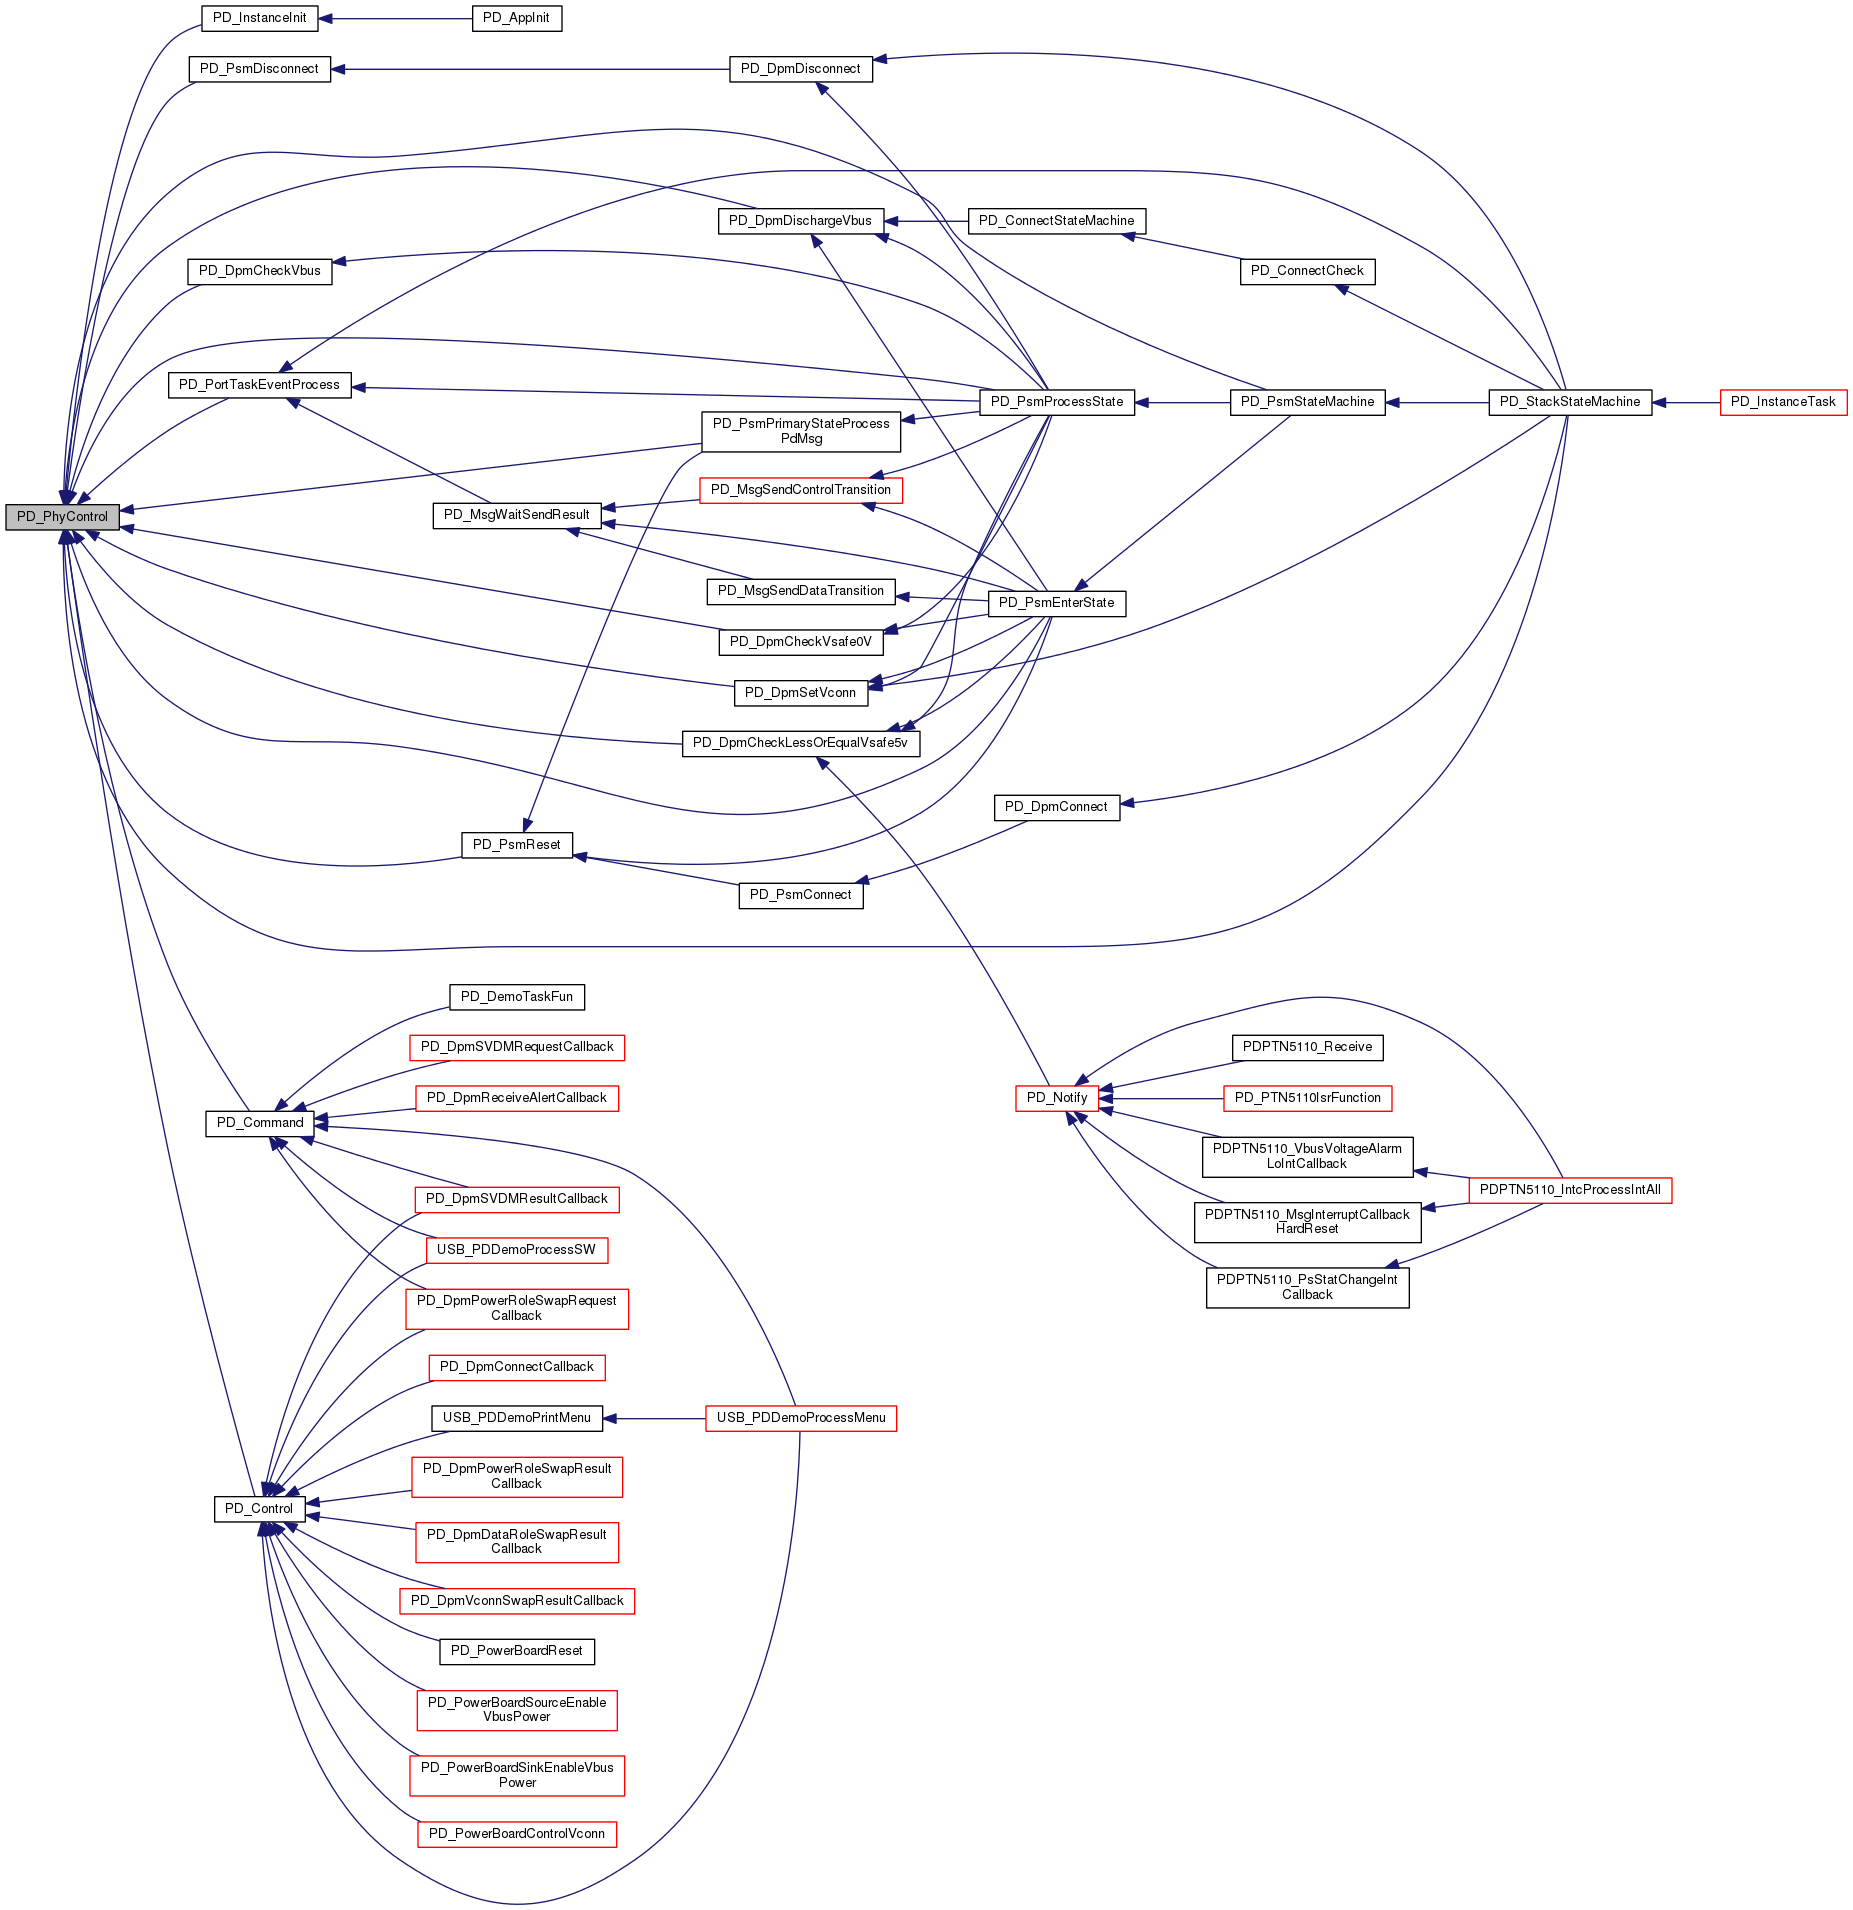 PD_InstanceInit
PD_AppInit
PD_PsmDisconnect
PD_DpmDisconnect
PD_DpmDischargeVbus
PD_ConnectStateMachine
PD_DpmCheckVbus
PD_ConnectCheck
PD_PortTaskEventProcess
PD_PsmProcessState
PD_PsmStateMachine
PD_StackStateMachine
PD_InstanceTask
PD_PsmPrimaryStateProcess
PdMsg
PD_MsgSendControlTransition
PD_PhyControl
PD_MsgWaitSendResult
PD_MsgSendDataTransition
PD_PsmEnterState
PD_DpmCheckVsafe0V
PD_DpmSetVconn
PD_DpmCheckLessOrEqualVsafe5v
PD_DpmConnect
PD_PsmReset
PD_PsmConnect
PD_DemoTaskFun
PD_DpmSVDMRequestCallback
PDPTN5110_Receive
PD_DpmReceiveAlertCallback
PD_Notify
PD_PTN5110IsrFunction
PD_Command
PDPTN5110_VbusVoltageAlarm
LoIntCallback
PD_DpmSVDMResultCallback
PDPTN5110_IntcProcessIntAll
PDPTN5110_MsgInterruptCallback
HardReset
USB_PDDemoProcessSW
PDPTN5110_PsStatChangeInt
Callback
PD_DpmPowerRoleSwapRequest
Callback
PD_DpmConnectCallback
USB_PDDemoPrintMenu
USB_PDDemoProcessMenu
PD_DpmPowerRoleSwapResult
Callback
PD_Control
PD_DpmDataRoleSwapResult
Callback
PD_DpmVconnSwapResultCallback
PD_PowerBoardReset
PD_PowerBoardSourceEnable
VbusPower
PD_PowerBoardSinkEnableVbus
Power
PD_PowerBoardControlVconn